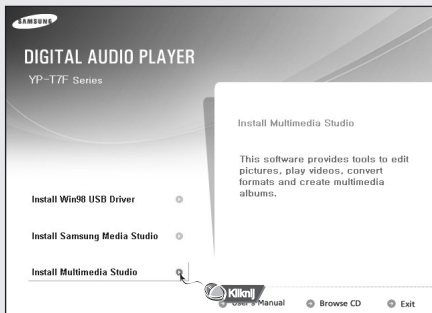 SAMSUNG
DIGITAL AUDIO PLAYER
YP-T7F Series
Install Multimedia Studio
This software provides tools to edit
pictures, play videos, convert
formats and create multimedia
albums.
Install Win98 USB Driver
Install Samsung Media Studio
Install Multimedia Studio
Kliknij
User's Manual
Browse CD
Exit